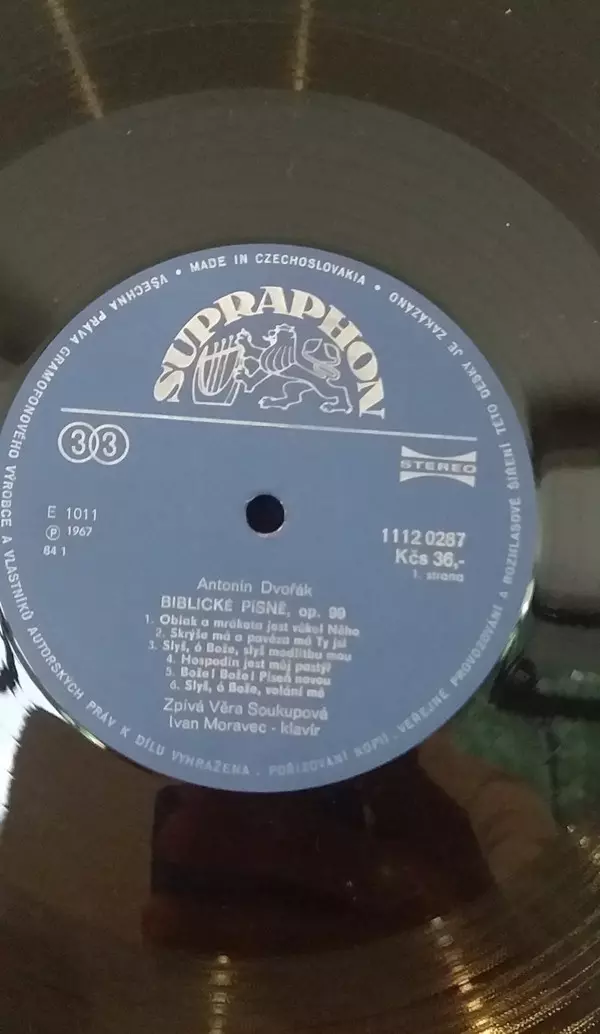 VŠECHNA PRÁVA GRAMOFONOVÉHO VÝROBCE A VLASTNÍKŮ AUTORSKÝCH PRÁV K DÍLU VYHRAZENA • POŘIZOVÁNÍ KOPIÍ, VEŘEJNÉ PROVOZOVÁNÍ A ROZHLASOVÉ ŠÍŘENÍ TÉTO DESKY JE ZAKÁZÁNO
• MADE IN CZECHOSLOVAKIA •
SUPRAPHON
33
STEREO
E 1011
1112 0287
℗ 1967
Kčs 36,-
84 1
1. strana
Antonín Dvořák
BIBLICKÉ PÍSNĚ, op. 99
1. Oblak a mrákota jest vůkol Něho
2. Skrýše má a pavéza má Ty jsi
3. Slyš, ó Bože, slyš modlitbu mou
4. Hospodin jest můj pastýř
5. Bože! Bože! Píseň novou
6. Slyš, ó Bože, volání mé
Zpívá Věra Soukupová
Ivan Moravec - klavír